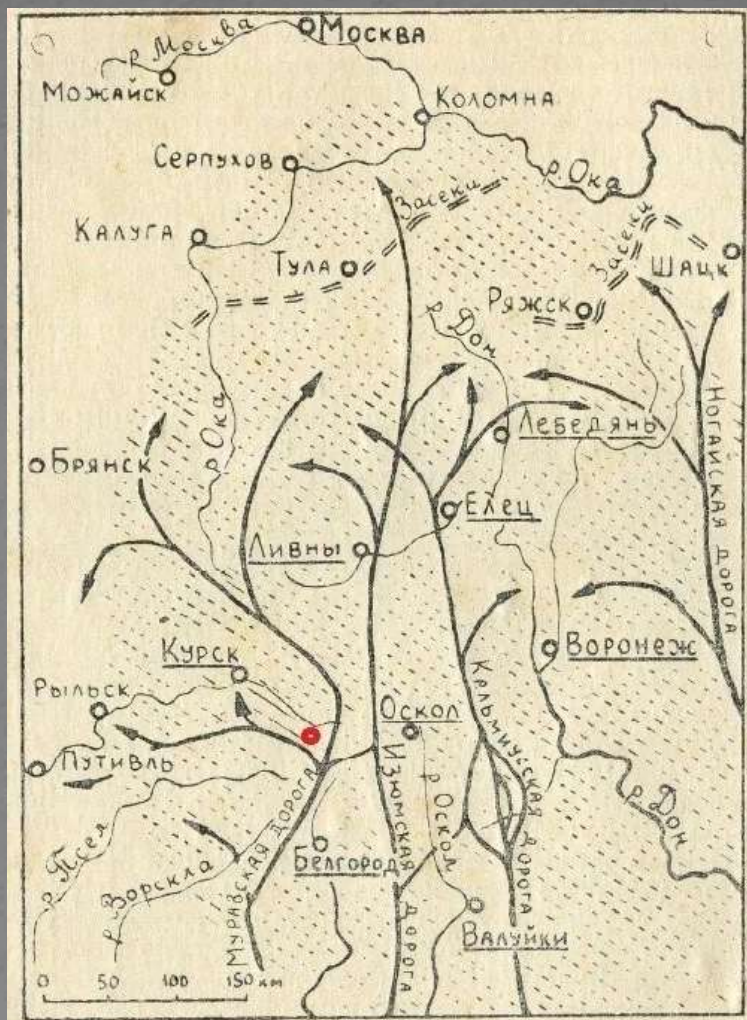 Москва
р. Москва
Можайск
Коломна
Серпухов
р. Ока
Засеки
Калуга
Засеки
Тула
Шацк
Ряжск
р. Дон
Ногайская дорога
р. Ока
Лебедянь
Брянск
Елец
Ливны
Курск
Воронеж
Рыльск
Оскол
Кальмиусская дорога
Путивль
Изюмская дорога
р. Оскол
р. Дон
Муравская дорога
р. Псел
Белгород
р. Ворскла
Валуйки
0 50 100 150 км